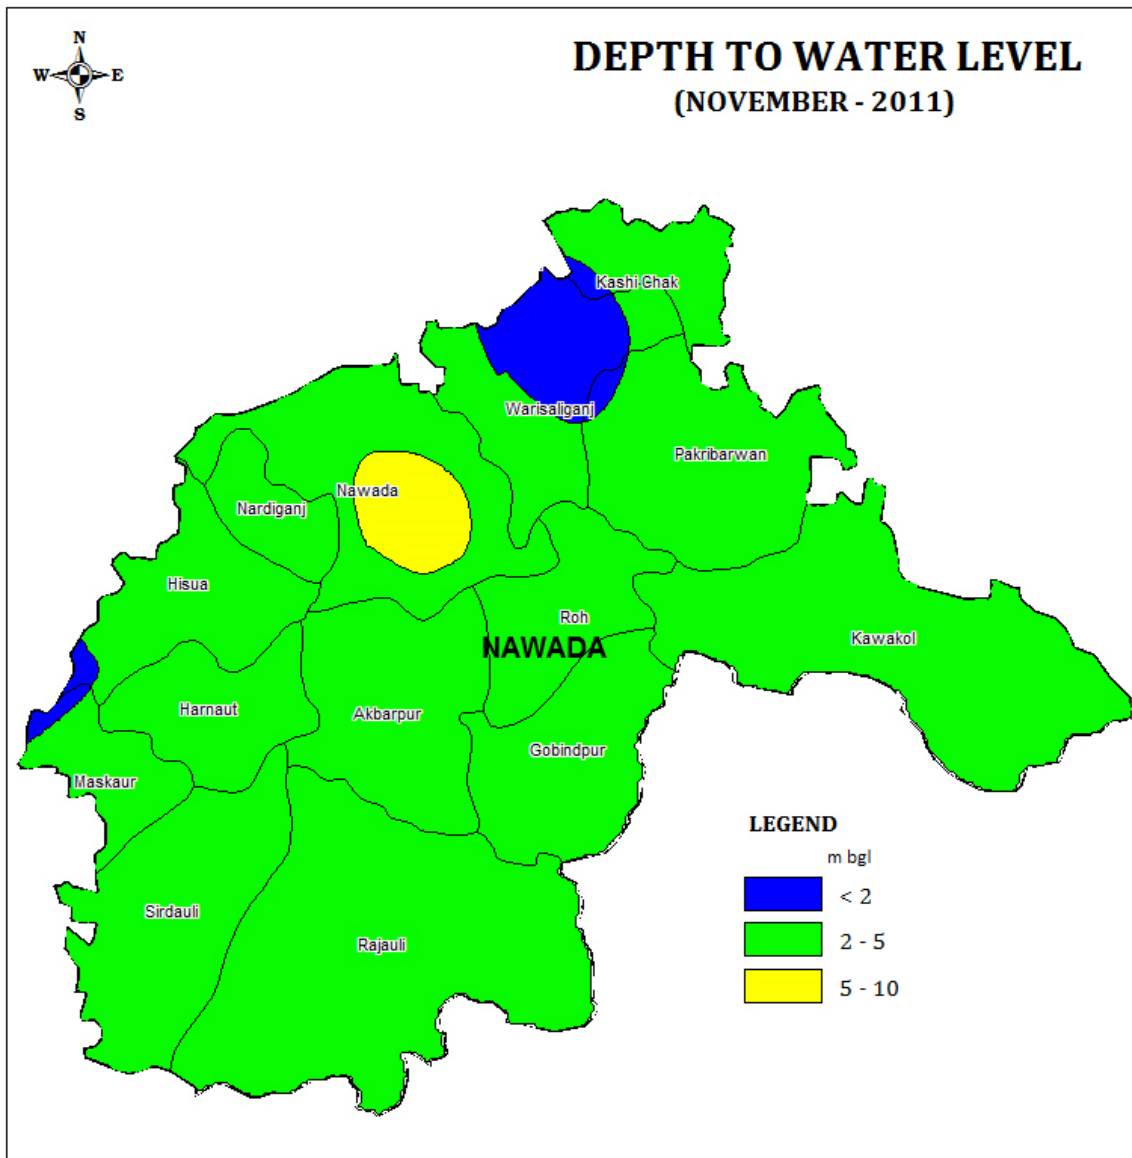 N
W E
S
DEPTH TO WATER LEVEL
(NOVEMBER - 2011)
Kashi Chak
Warisaliganj
Pakribarwan
Nawada
Nardiganj
Hisua
Roh
Kawakol
NAWADA
Harnaut
Akbarpur
Gobindpur
Maskaur
Sirdauli
Rajauli
LEGEND
m bgl
< 2
2 - 5
5 - 10